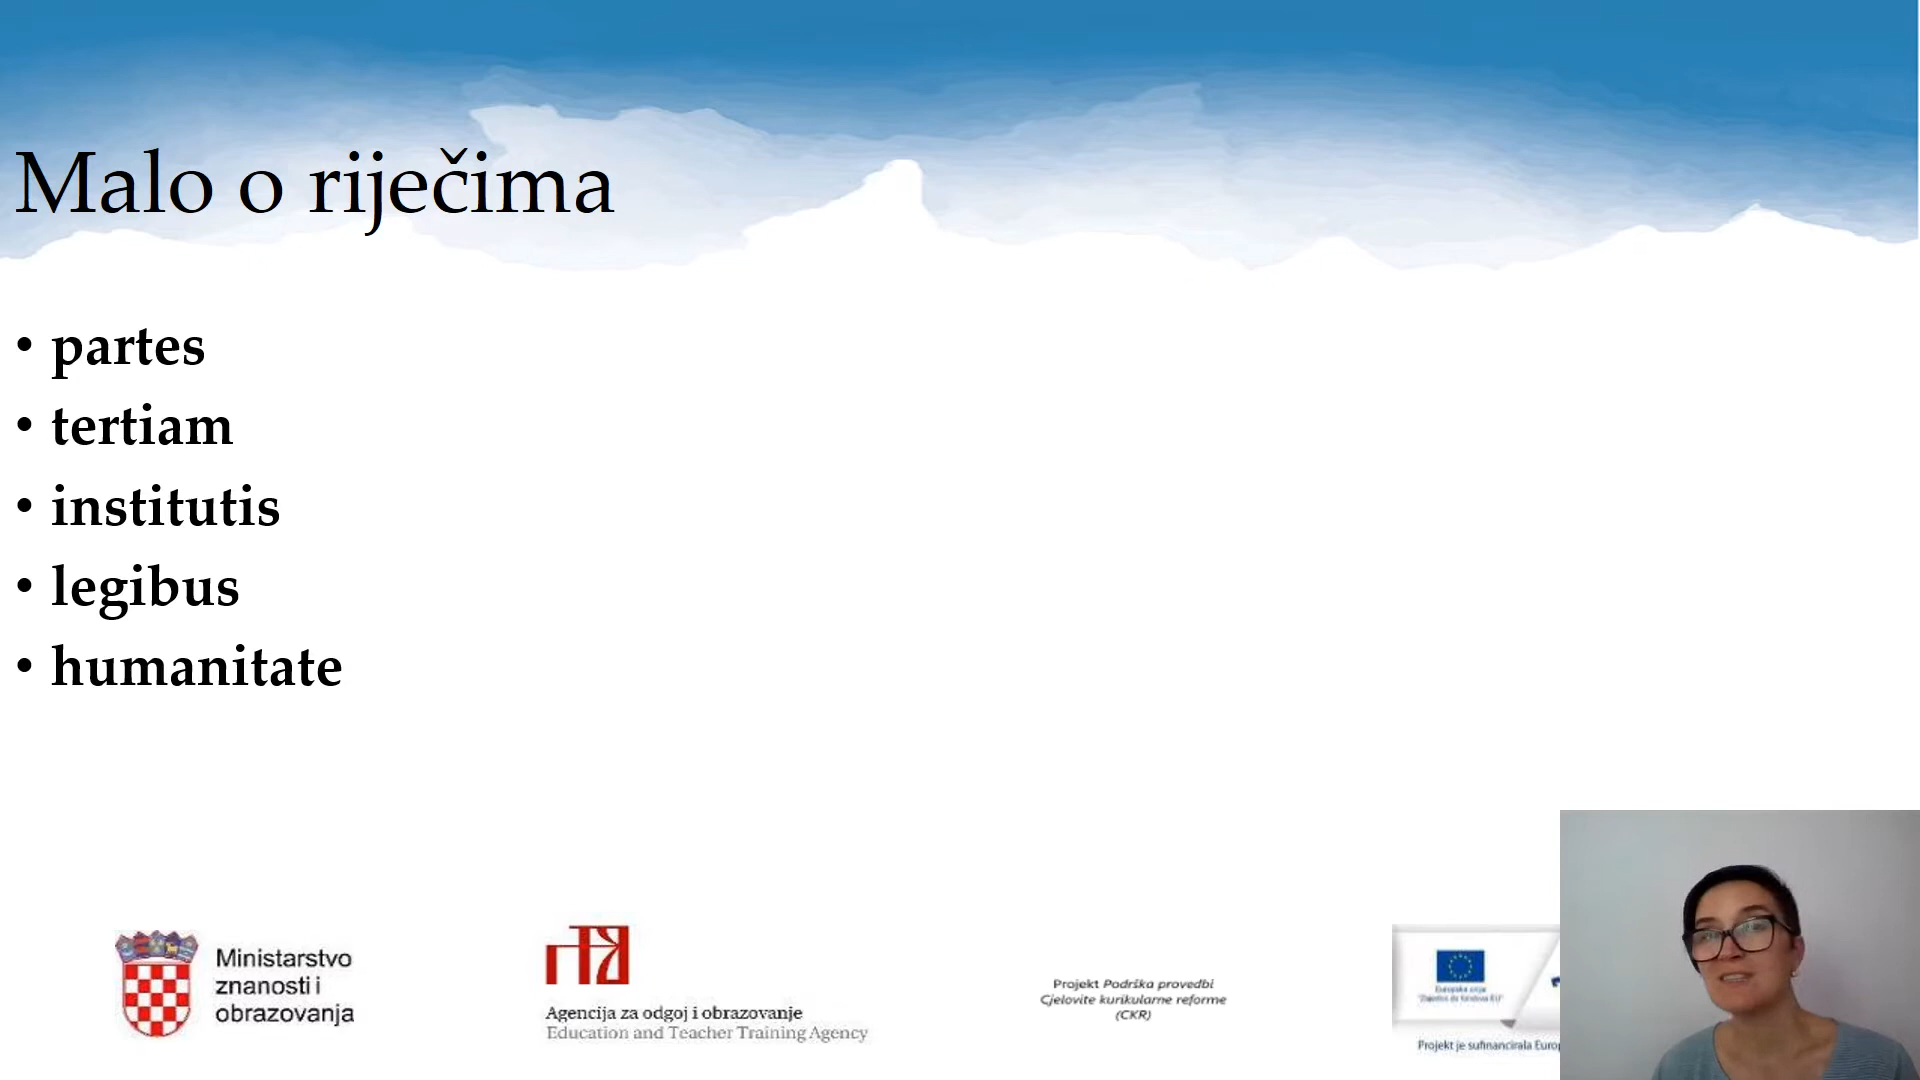 Malo o riječima
• partes
• tertiam
• institutis
• legibus
• humanitate
Ministarstvo
znanosti i
obrazovanja
Agencija za odgoj i obrazovanje
Education and Teacher Training Agency
Projekt Podrška provedbi
Cjelovite kurikularne reforme
(CKR)
Europska unija
"Zajedno do fondova EU"
Projekt je sufinancirala Europ